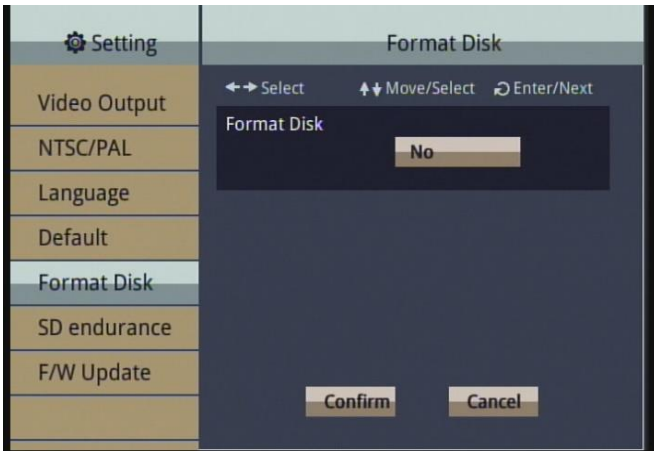 Setting
Format Disk
Select Move/Select Enter/Next
Video Output
NTSC/PAL
Language
Default
Format Disk
SD endurance
F/W Update
Format Disk
No
Confirm Cancel